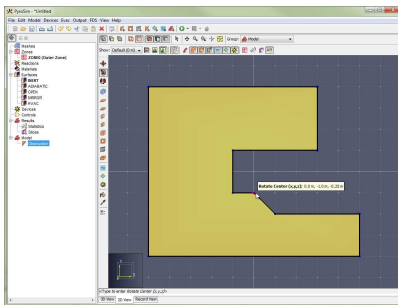 PyroSim - *Untitled
File Edit Model Devices Evac Output FDS View Help
Group: Model
Meshes
Zones
ZONE0 (Outer Zone)
Reactions
Materials
Surfaces
INERT
ADIABATIC
OPEN
MIRROR
HVAC
Devices
Controls
Results
Statistics
Slices
Model
Obstruction
Show: Default (0 m)
Rotate Center (x,y,z): 0.0 m, -1.0 m, -0.25 m
<Type to enter Rotate Center (x,y,z)>
3D View 2D View Record View